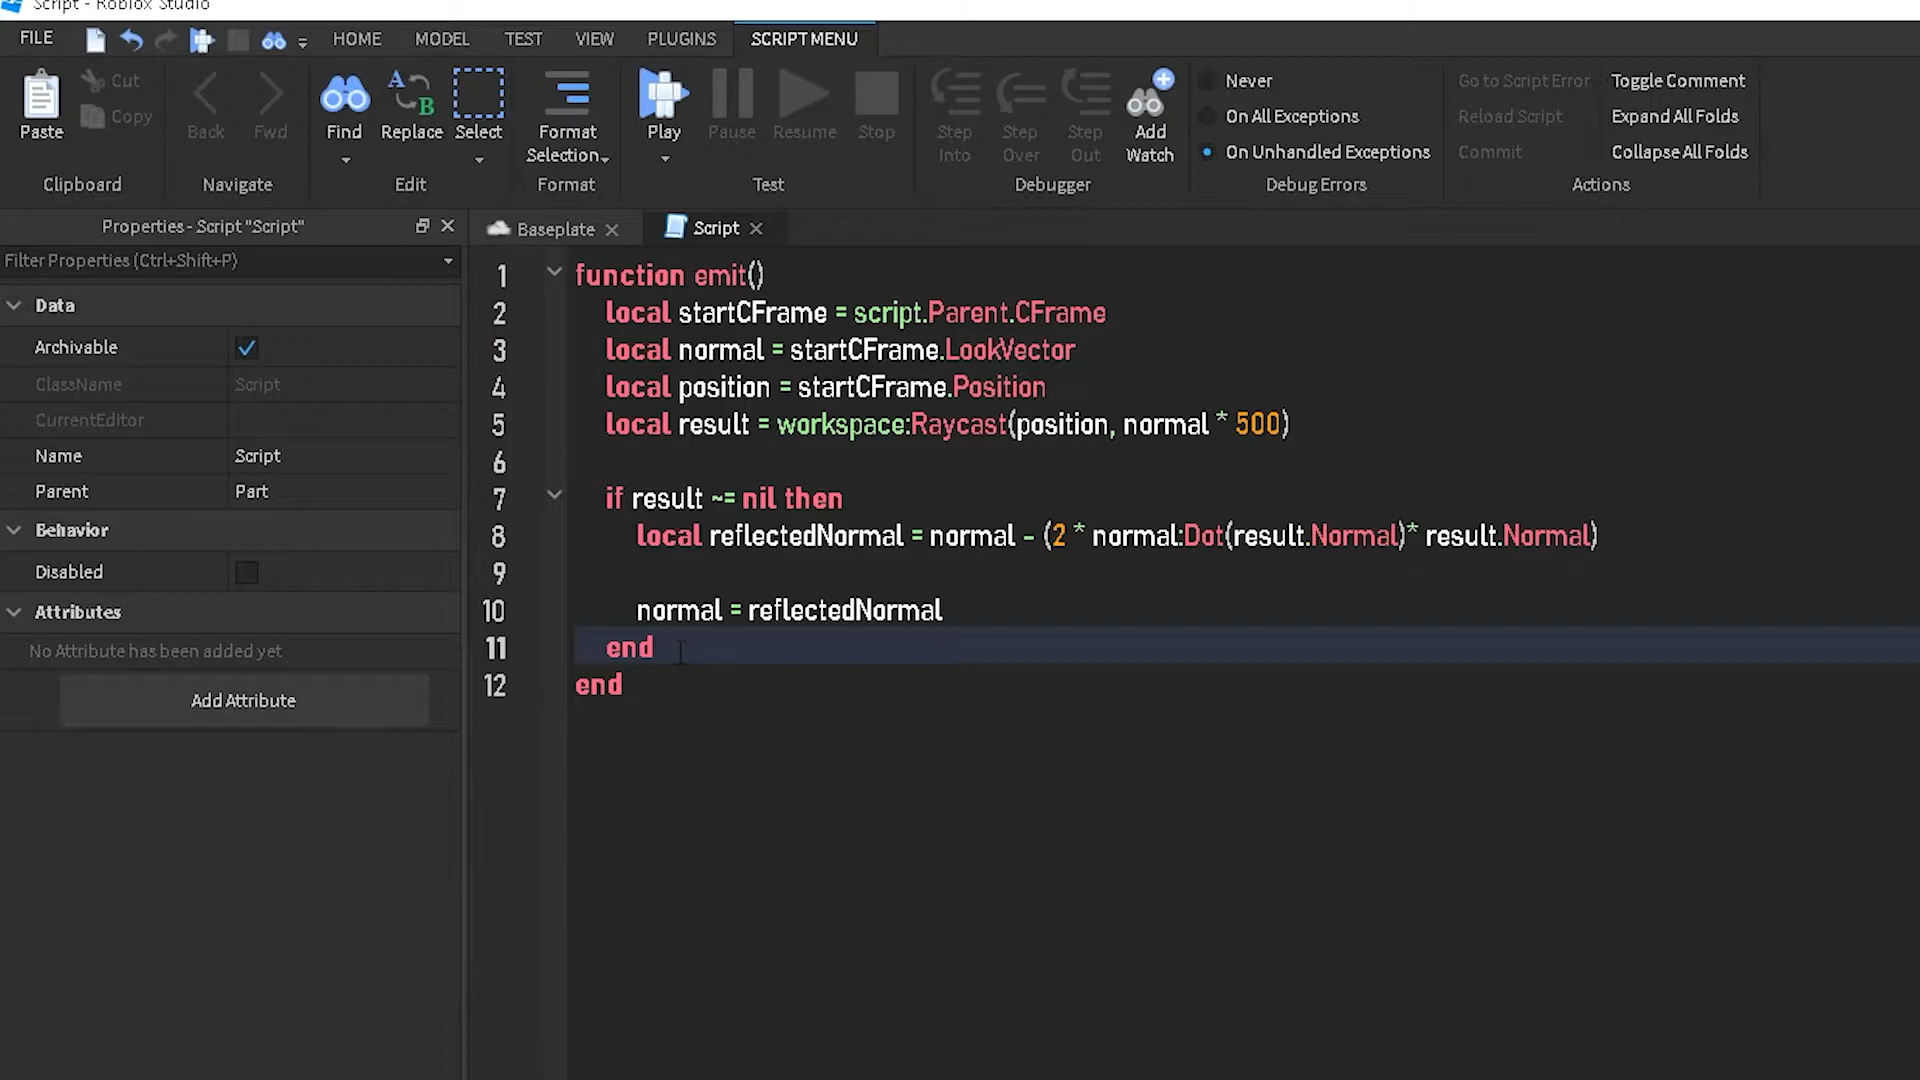 Script - Roblox Studio
FILE HOME MODEL TEST VIEW PLUGINS SCRIPT MENU
Paste
Cut
Copy
Clipboard
Back Fwd
Navigate
Find Replace Select
Edit
Format Selection
Format
Play Pause Resume Stop
Test
Step Into
Step Over
Step Out
Add Watch
Debugger
Never
On All Exceptions
On Unhandled Exceptions
Debug Errors
Go to Script Error
Reload Script
Commit
Toggle Comment
Expand All Folds
Collapse All Folds
Actions
Properties - Script "Script"
Filter Properties (Ctrl+Shift+P)
Data
Archivable
ClassName Script
CurrentEditor
Name Script
Parent Part
Behavior
Disabled
Attributes
No Attribute has been added yet
Add Attribute
Baseplate Script
1 function emit()
2 local startCFrame = script.Parent.CFrame
3 local normal = startCFrame.LookVector
4 local position = startCFrame.Position
5 local result = workspace:Raycast(position, normal * 500)
6
7 if result ~= nil then
8 local reflectedNormal = normal - (2 * normal:Dot(result.Normal)* result.Normal)
9
10 normal = reflectedNormal
11 end
12 end